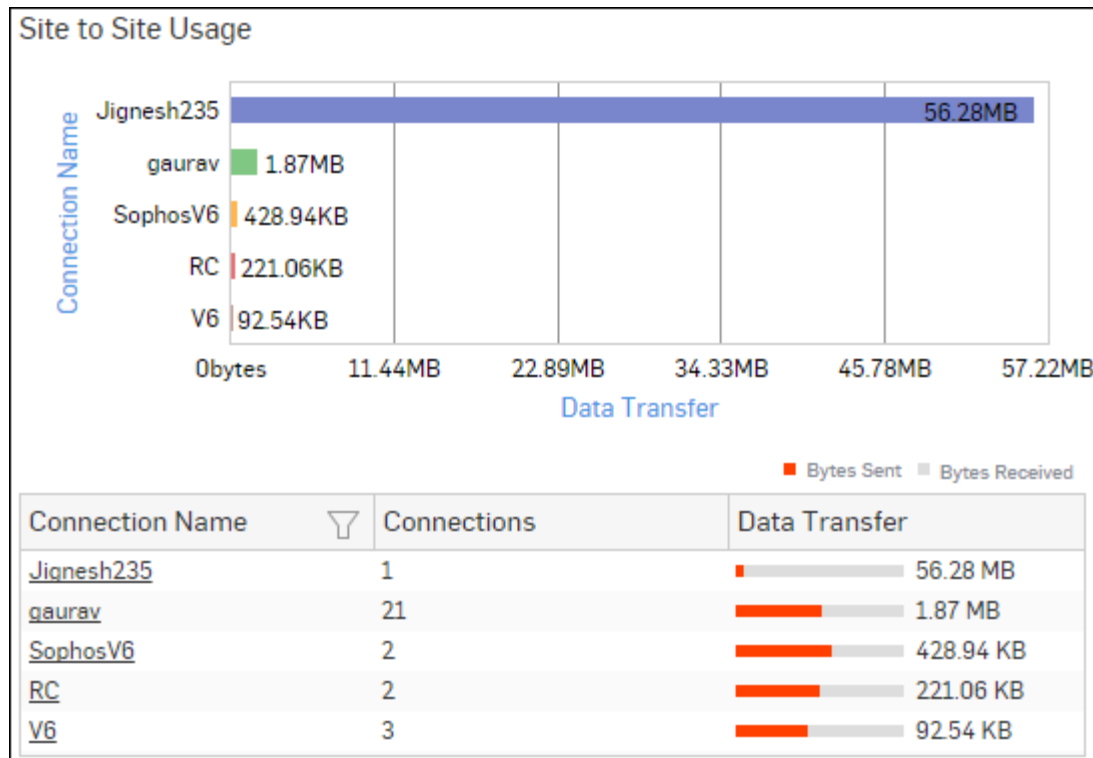 Site to Site Usage
Connection Name
Jignesh235 56.28MB
gaurav 1.87MB
SophosV6 428.94KB
RC 221.06KB
V6 92.54KB
0bytes 11.44MB 22.89MB 34.33MB 45.78MB 57.22MB
Data Transfer
Bytes Sent Bytes Received
Connection Name Connections Data Transfer
Jignesh235 1 56.28 MB
gaurav 21 1.87 MB
SophosV6 2 428.94 KB
RC 2 221.06 KB
V6 3 92.54 KB